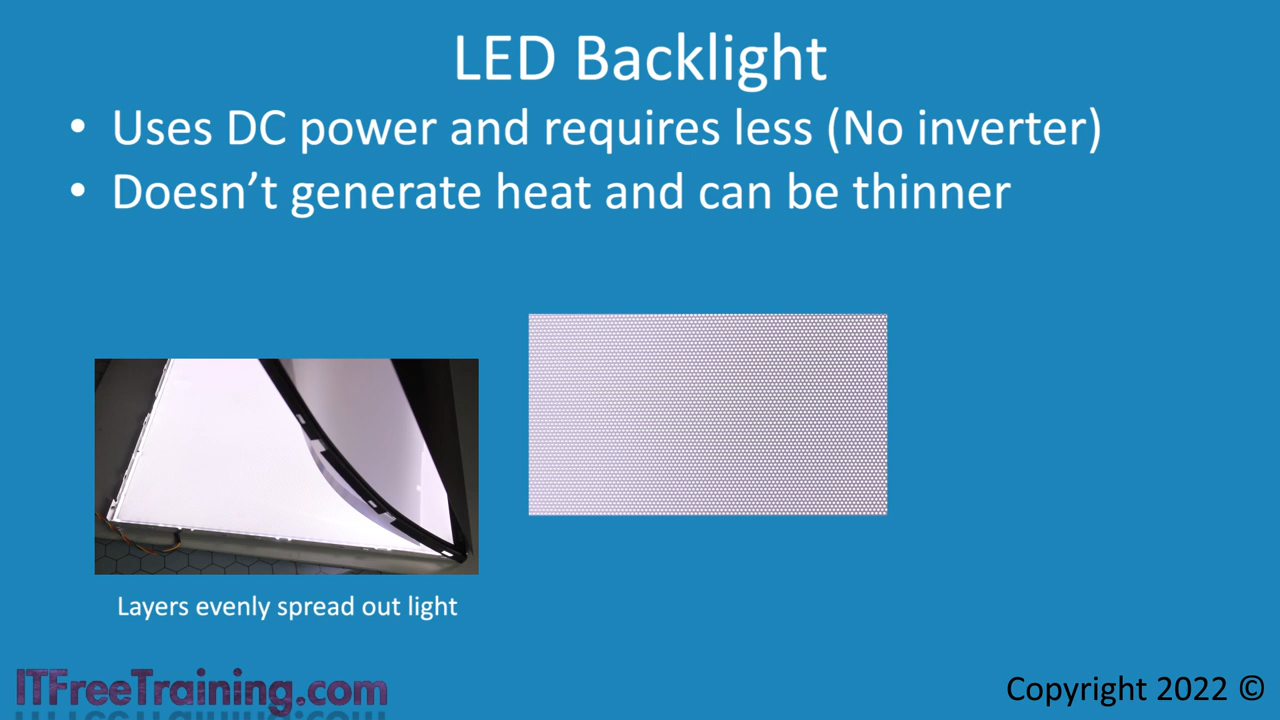 LED Backlight
• Uses DC power and requires less (No inverter)
• Doesn’t generate heat and can be thinner
Layers evenly spread out light
ITFreeTraining.com
Copyright 2022 ©